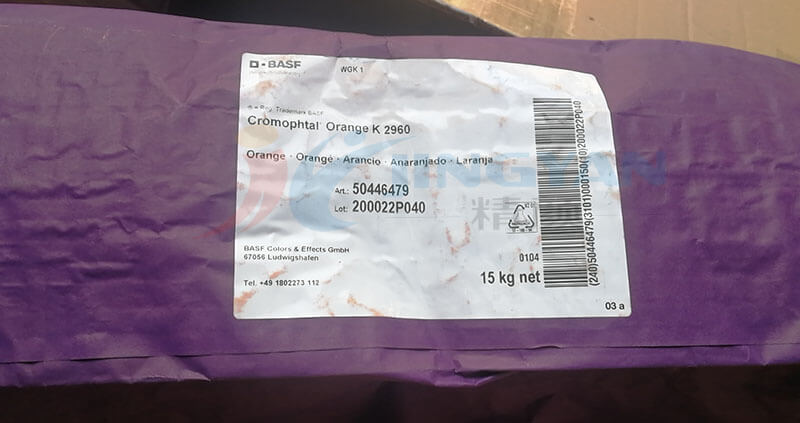 BASF
WGK 1
® = Reg. Trademark BASF
Cromophtal® Orange K 2960
Orange · Orangé · Arancio · Anaranjado · Laranja
Art.: 50446479
Lot: 200022P040
BASF Colors & Effects GmbH
67056 Ludwigshafen
Tel. +49 1802273 112
0104
15 kg net
03 a
(240)50446479(3101)000150(10)200022P040
JINGYAN